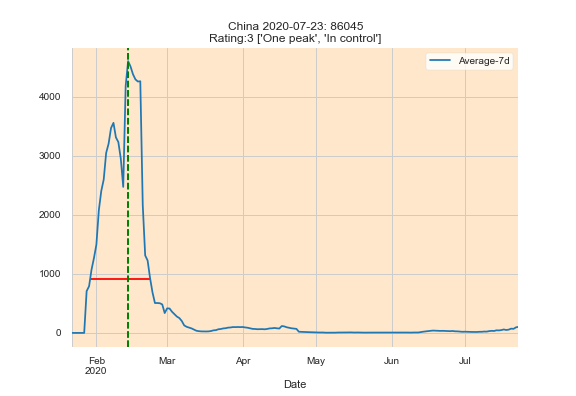 China 2020-07-23: 86045
Rating:3 ['One peak', 'In control']
Average-7d
4000
3000
2000
1000
0
Feb
2020
Mar
Apr
May
Jun
Jul
Date